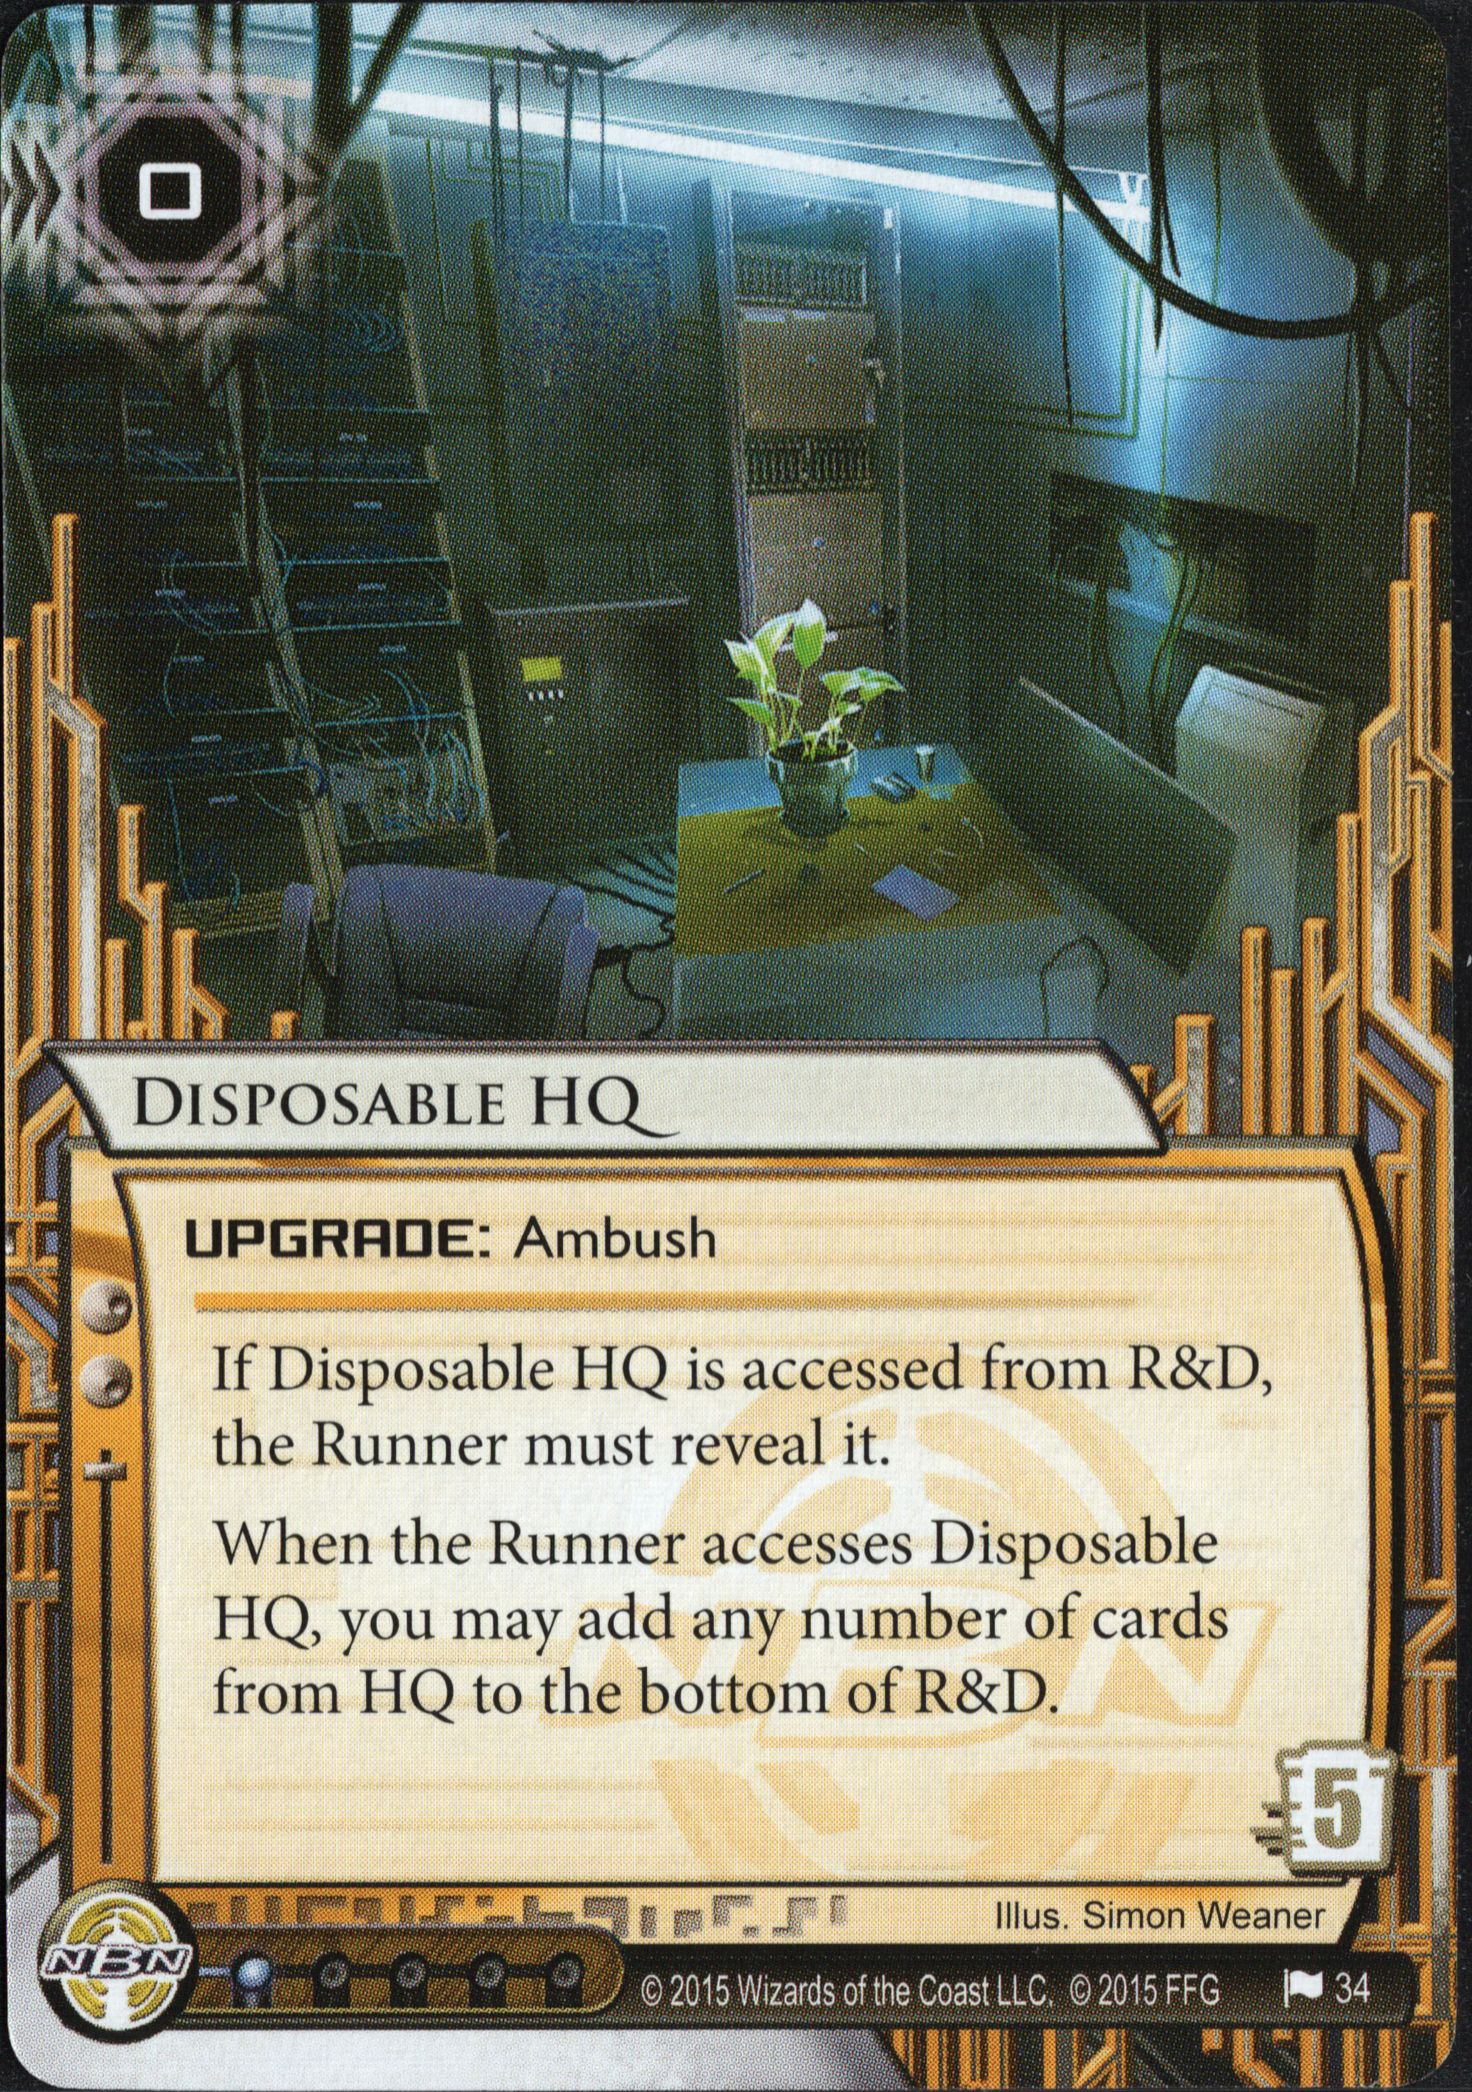 0
DISPOSABLE HQ
UPGRADE: Ambush
If Disposable HQ is accessed from R&D,
the Runner must reveal it.
When the Runner accesses Disposable
HQ, you may add any number of cards
from HQ to the bottom of R&D.
NBN
5
Illus. Simon Weaner
NBN
© 2015 Wizards of the Coast LLC. © 2015 FFG 34